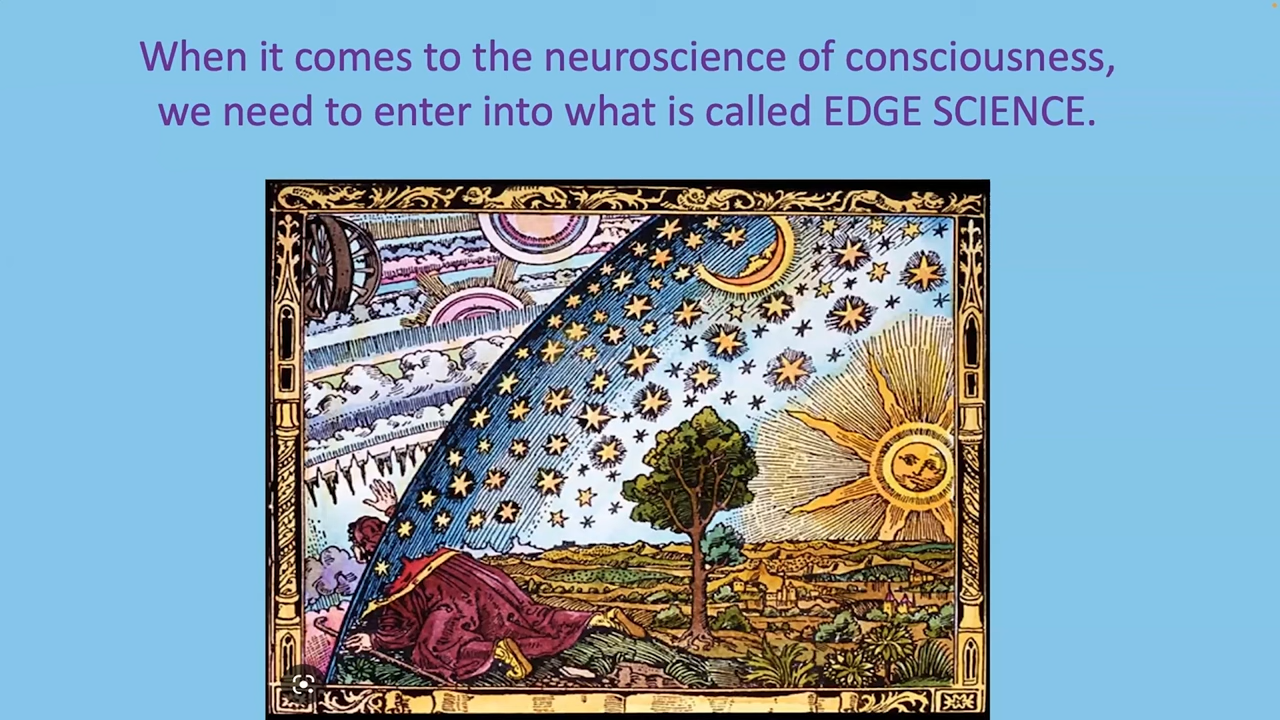 When it comes to the neuroscience of consciousness,
we need to enter into what is called EDGE SCIENCE.